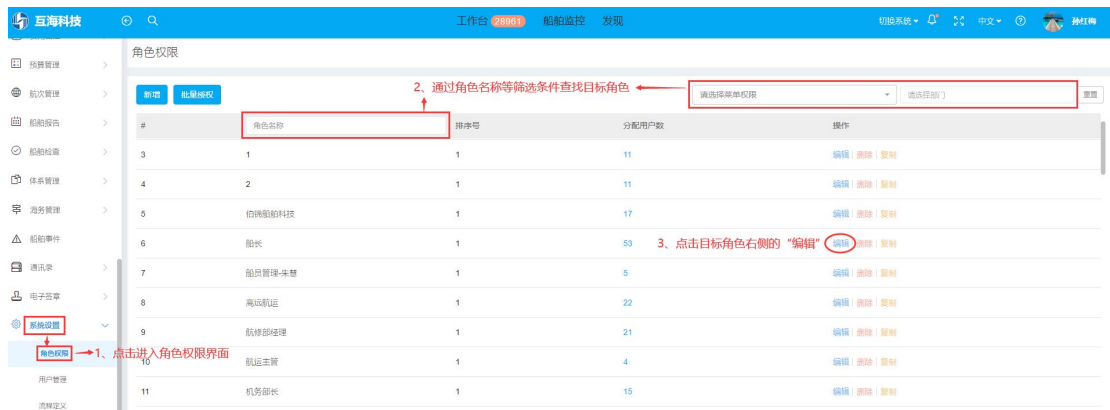 互海科技 工作台 28961 船舶监控 发现 切换系统 中文 孙红梅
角色权限
预算管理
航次管理
船舶报告
船舶检查
体系管理
海务管理
船舶事件
通讯录
电子签章
系统设置
角色权限
用户管理
流程定义
新增 批量授权 2、通过角色名称等筛选条件查找目标角色 请选择菜单权限 请选择部门 重置
# 角色名称 排序号 分配用户数 操作
3 1 1 11 编辑 | 删除 | 复制
4 2 1 11 编辑 | 删除 | 复制
5 伯锦船舶科技 1 17 编辑 | 删除 | 复制
6 船长 1 53 3、点击目标角色右侧的“编辑” 编辑 | 删除 | 复制
7 船员管理-朱慧 1 5 编辑 | 删除 | 复制
8 高远航运 1 22 编辑 | 删除 | 复制
9 航修部经理 1 21 编辑 | 删除 | 复制
1、点击进入角色权限界面
10 航运主管 1 4 编辑 | 删除 | 复制
11 机务部长 1 15 编辑 | 删除 | 复制